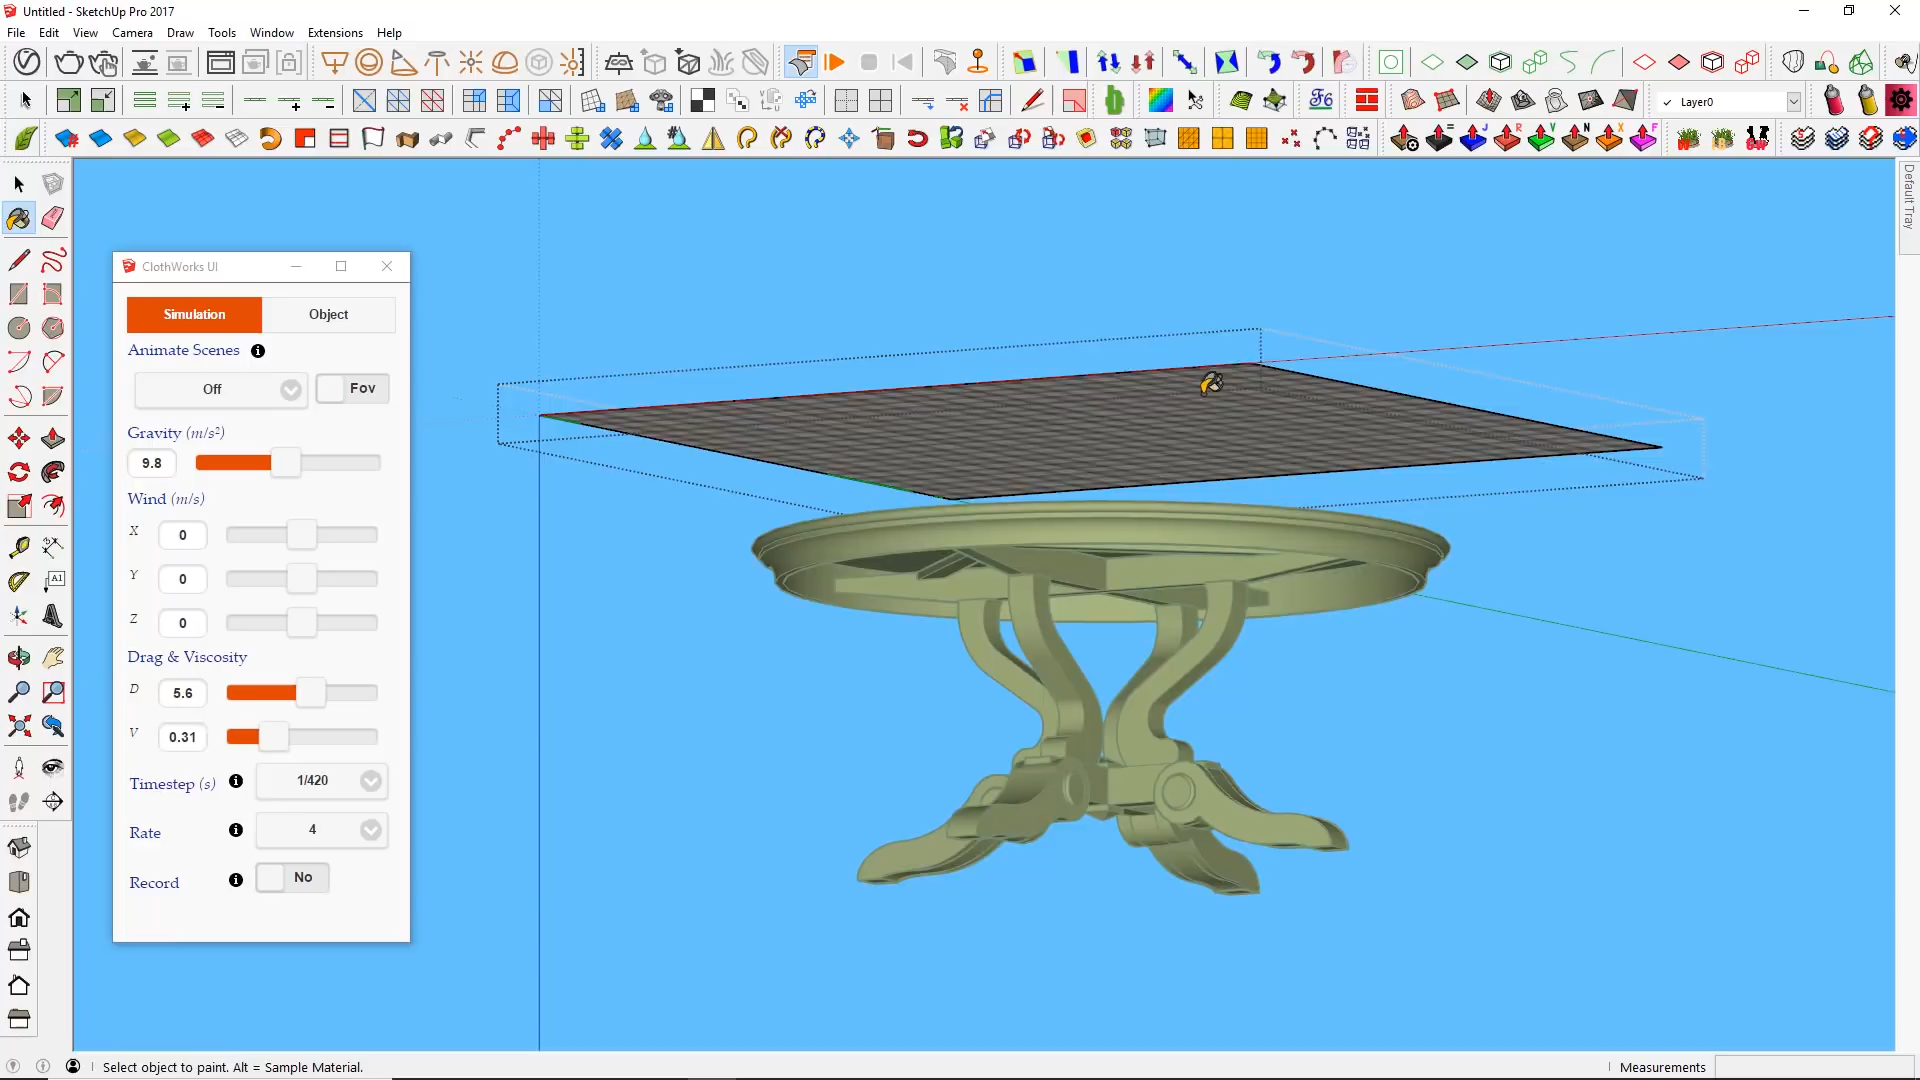 Untitled - SketchUp Pro 2017
File Edit View Camera Draw Tools Window Extensions Help
Layer0
Default Tray
ClothWorks UI
Simulation Object
Animate Scenes
Off Fov
Gravity (m/s²)
9.8
Wind (m/s)
X 0
Y 0
Z 0
Drag & Viscosity
D 5.6
V 0.31
Timestep (s) 1/420
Rate 4
Record No
Select object to paint. Alt = Sample Material.
Measurements